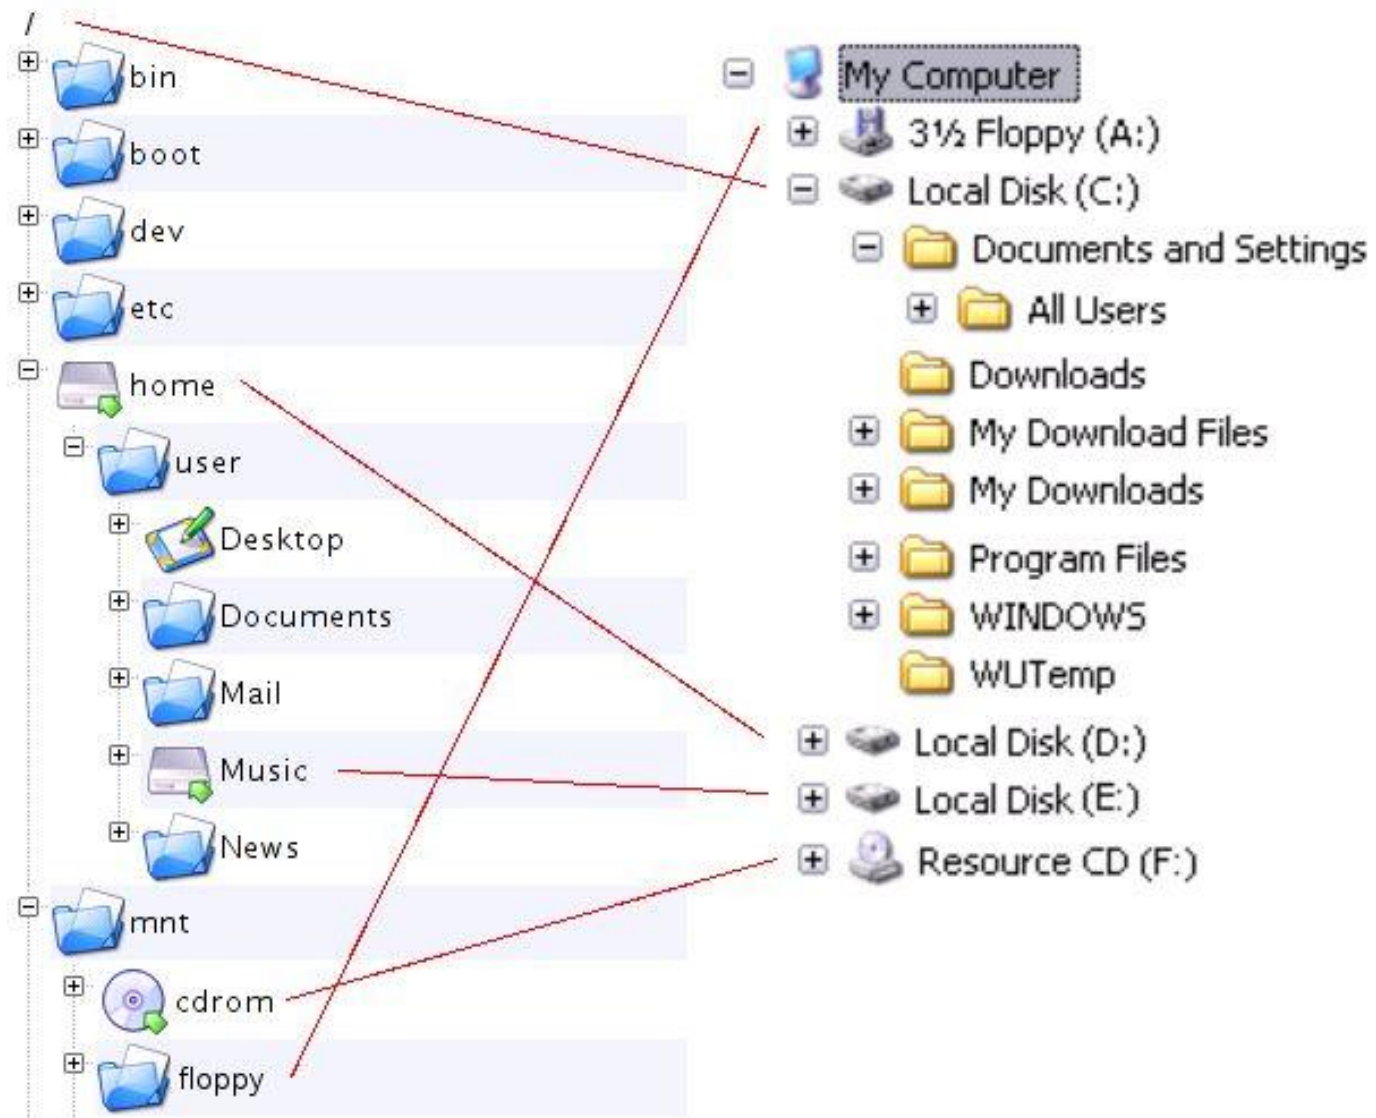 /
bin
boot
dev
etc
home
user
Desktop
Documents
Mail
Music
News
mnt
cdrom
floppy
My Computer
3½ Floppy (A:)
Local Disk (C:)
Documents and Settings
All Users
Downloads
My Download Files
My Downloads
Program Files
WINDOWS
WUTemp
Local Disk (D:)
Local Disk (E:)
Resource CD (F:)